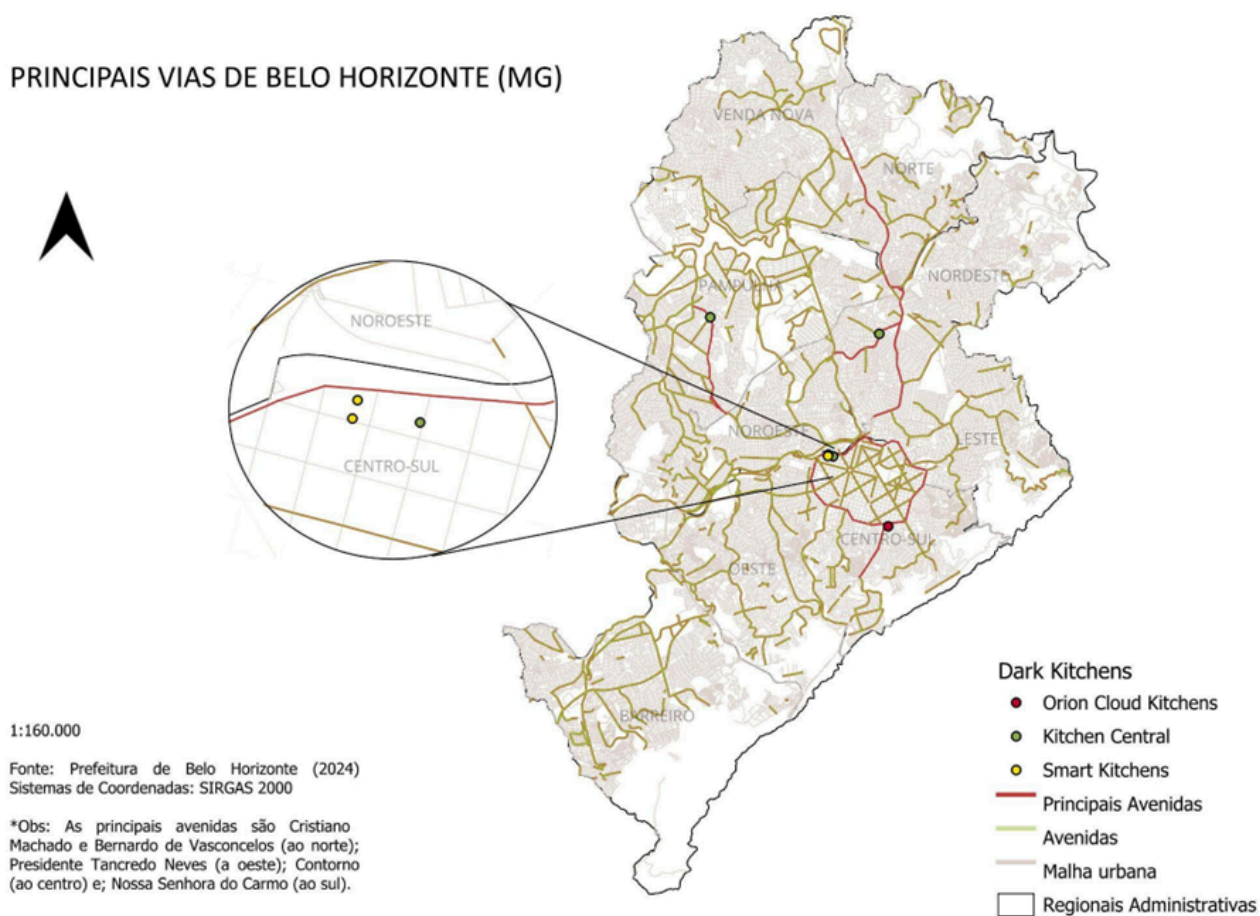 PRINCIPAIS VIAS DE BELO HORIZONTE (MG)
VENDA NOVA
NORTE
NORDESTE
PAMPULHA
NOROESTE
LESTE
CENTRO-SUL
OESTE
BARREIRO
NOROESTE
CENTRO-SUL
1:160.000
Fonte: Prefeitura de Belo Horizonte (2024)
Sistemas de Coordenadas: SIRGAS 2000
*Obs: As principais avenidas são Cristiano
Machado e Bernardo de Vasconcelos (ao norte);
Presidente Tancredo Neves (a oeste); Contorno
(ao centro) e; Nossa Senhora do Carmo (ao sul).
Dark Kitchens
Orion Cloud Kitchens
Kitchen Central
Smart Kitchens
Principais Avenidas
Avenidas
Malha urbana
Regionais Administrativas